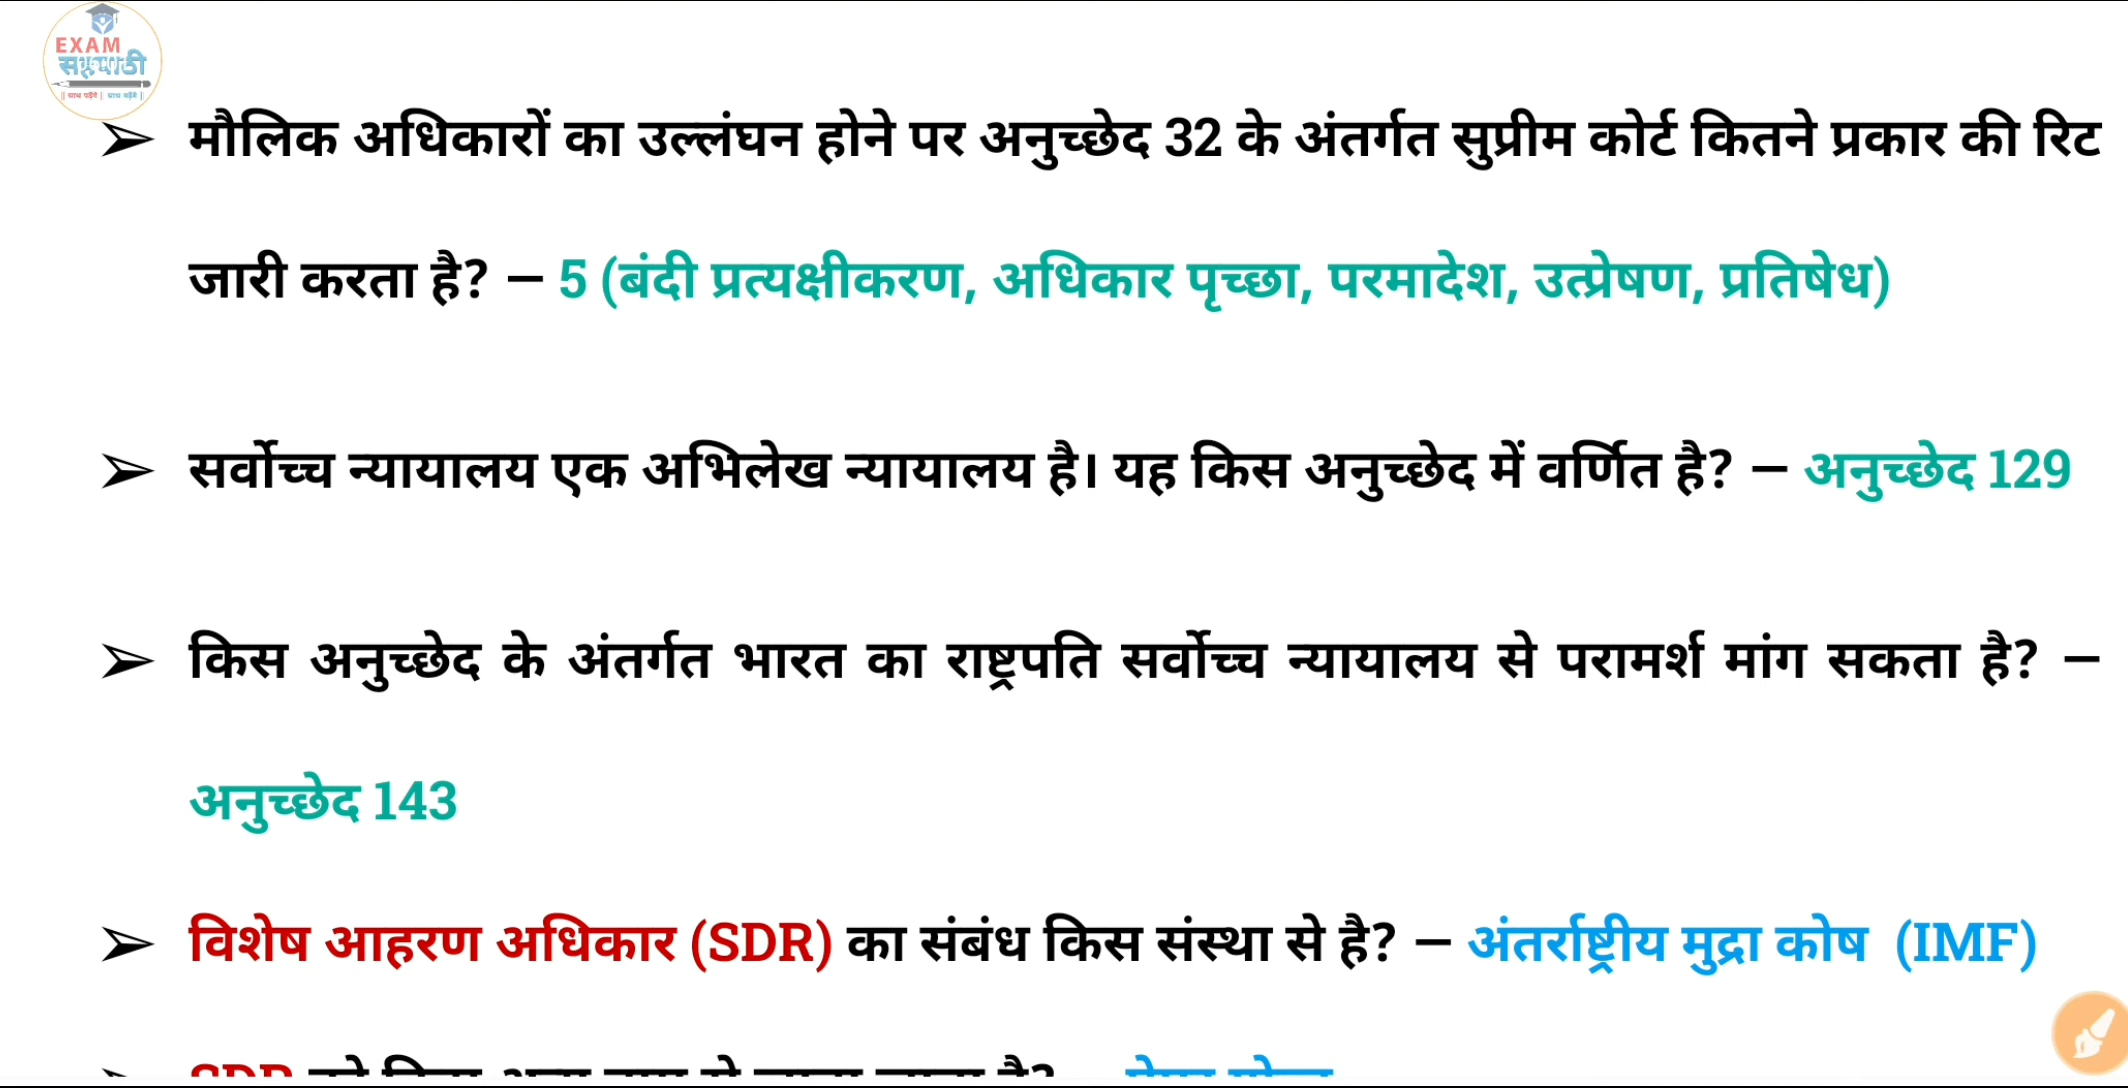 EXAM
सहपाठी
मौलिक अधिकारों का उल्लंघन होने पर अनुच्छेद 32 के अंतर्गत सुप्रीम कोर्ट कितने प्रकार की रिट
जारी करता है? – 5 (बंदी प्रत्यक्षीकरण, अधिकार पृच्छा, परमादेश, उत्प्रेषण, प्रतिषेध)
सर्वोच्च न्यायालय एक अभिलेख न्यायालय है। यह किस अनुच्छेद में वर्णित है? – अनुच्छेद 129
किस अनुच्छेद के अंतर्गत भारत का राष्ट्रपति सर्वोच्च न्यायालय से परामर्श मांग सकता है? –
अनुच्छेद 143
विशेष आहरण अधिकार (SDR) का संबंध किस संस्था से है? – अंतर्राष्ट्रीय मुद्रा कोष (IMF)